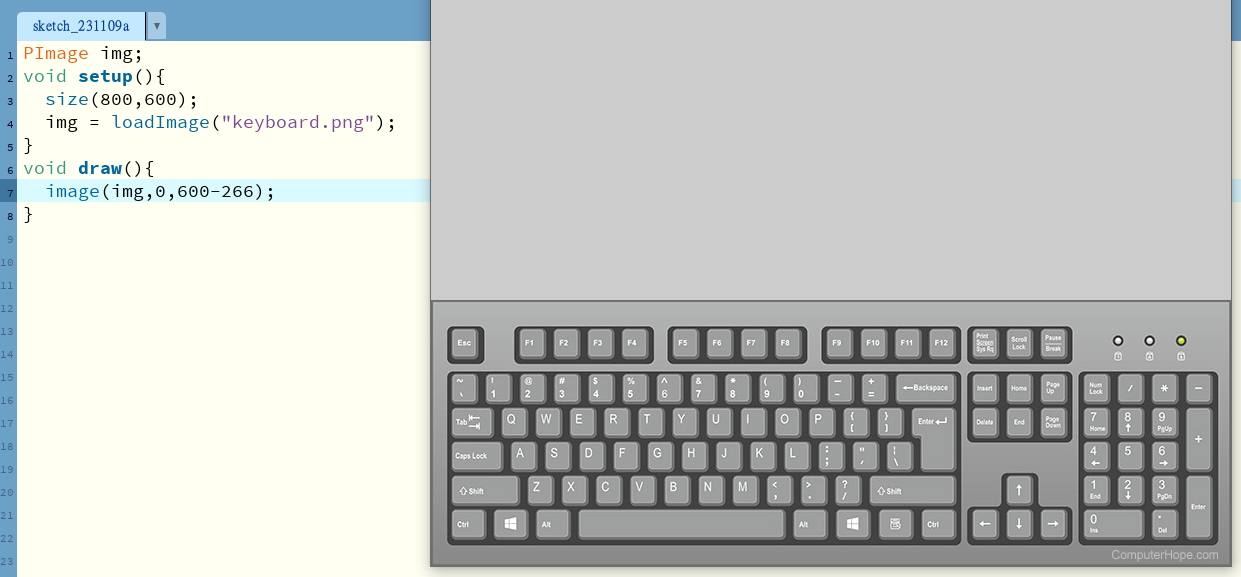 sketch_231109a ▼
1 PImage img;
2 void setup(){
3 size(800,600);
4 img = loadImage("keyboard.png");
5 }
6 void draw(){
7 image(img,0,600-266);
8 }
9
10
11
12
13
14
15
16
17
18
19
20
21
22
23
Esc F1 F2 F3 F4 F5 F6 F7 F8 F9 F10 F11 F12 Print Screen Sys Rq Scroll Lock Pause Break
~ ` ! 1 @ 2 # 3 $ 4 % 5 ^ 6 & 7 * 8 ( 9 ) 0 – - + = ←Backspace Insert Home Page Up Num Lock / * –
Tab Q W E R T Y U I O P { [ } ] Enter Delete End Page Down 7 Home 8 ↑ 9 PgUp +
Caps Lock A S D F G H J K L : ; " , | \ 4 ← 5 6 →
⇧Shift Z X C V B N M < , > . ? / ⇧Shift ↑ 1 End 2 ↓ 3 PgDn Enter
Ctrl Alt Alt Ctrl ← ↓ → 0 Ins . Del
ComputerHope.com